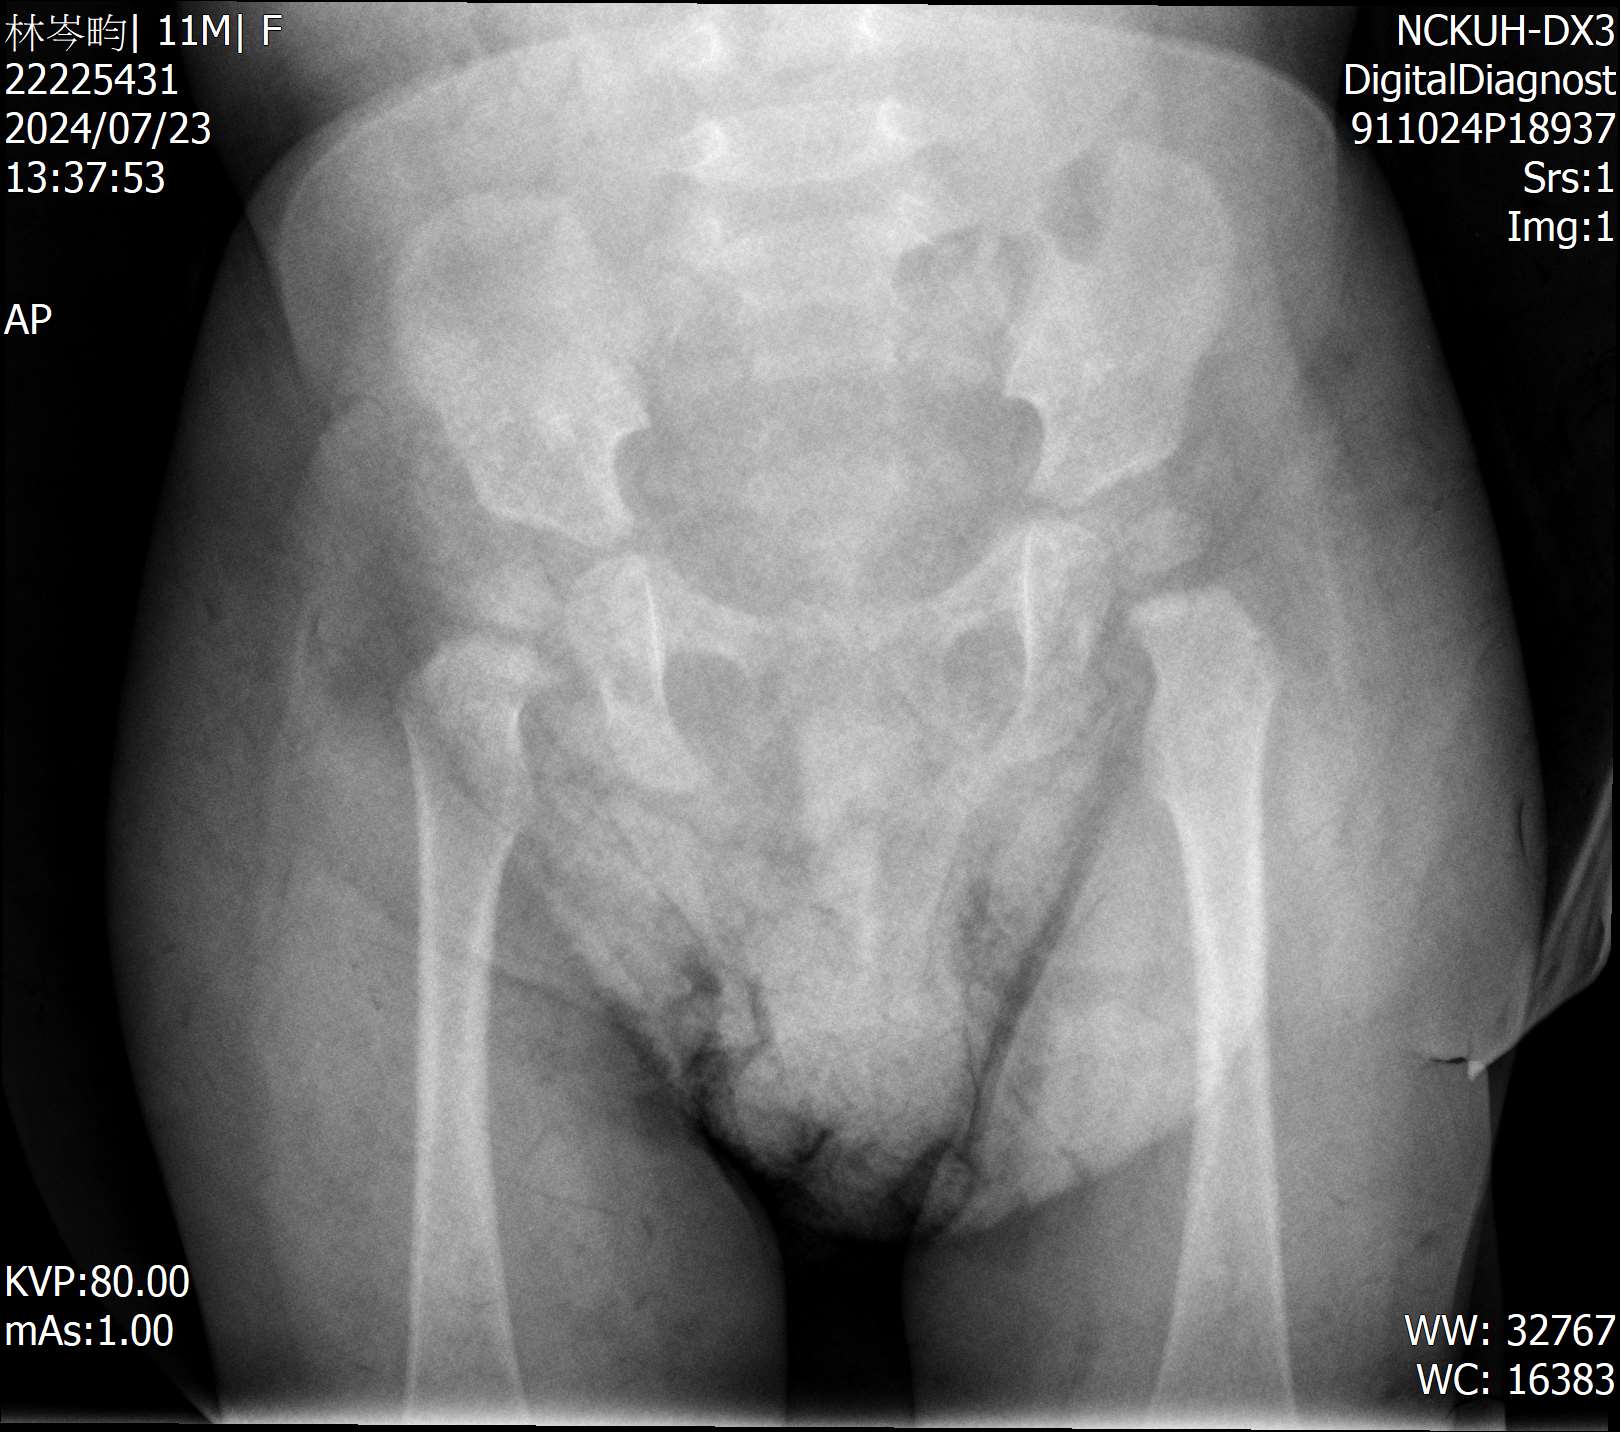 林岑畇| 11M| F
22225431
2024/07/23
13:37:53
AP
NCKUH-DX3
DigitalDiagnost
911024P18937
Srs:1
Img:1
KVP:80.00
mAs:1.00
WW: 32767
WC: 16383